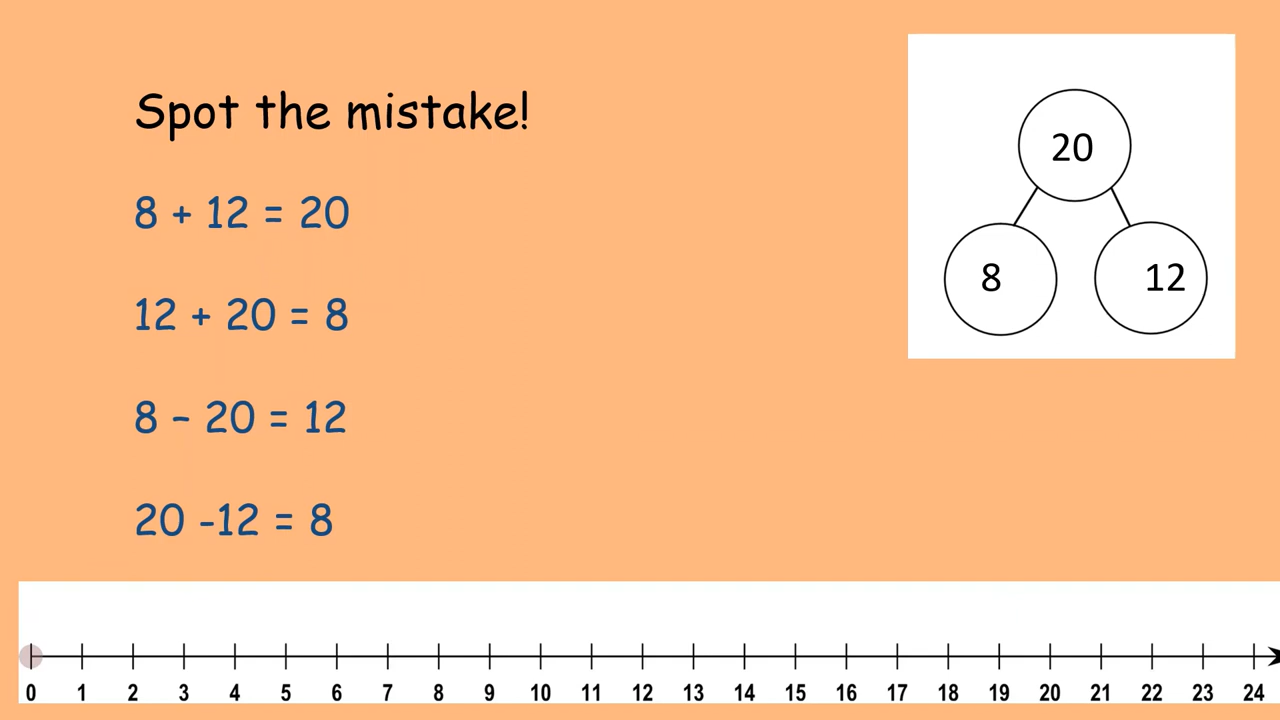 Spot the mistake!
8 + 12 = 20
12 + 20 = 8
8 – 20 = 12
20 -12 = 8
20
8 12
0 1 2 3 4 5 6 7 8 9 10 11 12 13 14 15 16 17 18 19 20 21 22 23 24